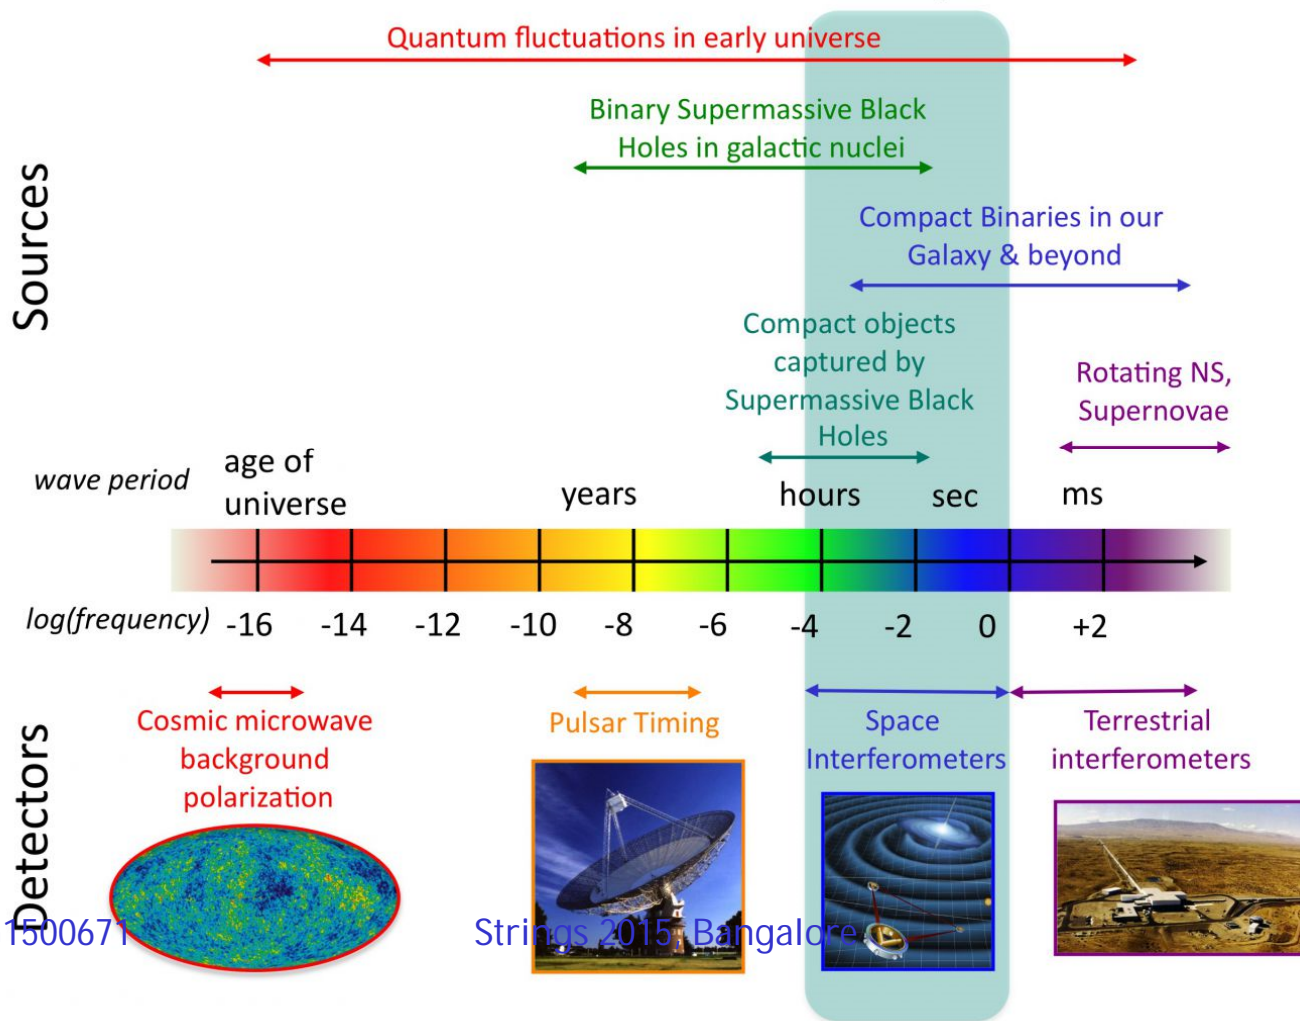 Quantum fluctuations in early universe
Binary Supermassive Black
Holes in galactic nuclei
Compact Binaries in our
Galaxy & beyond
Compact objects
captured by
Supermassive Black
Holes
Rotating NS,
Supernovae
Sources
wave period
age of
universe
years
hours
sec
ms
log(frequency)
-16
-14
-12
-10
-8
-6
-4
-2
0
+2
Detectors
Cosmic microwave
background
polarization
Pulsar Timing
Space
Interferometers
Terrestrial
interferometers
1500671
Strings 2015, Bangalore